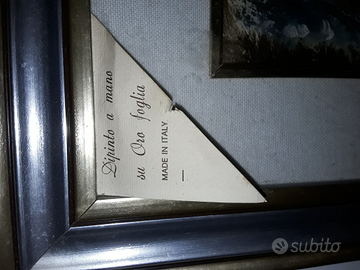 Dipinto a mano
su Oro foglia
MADE IN ITALY
subito